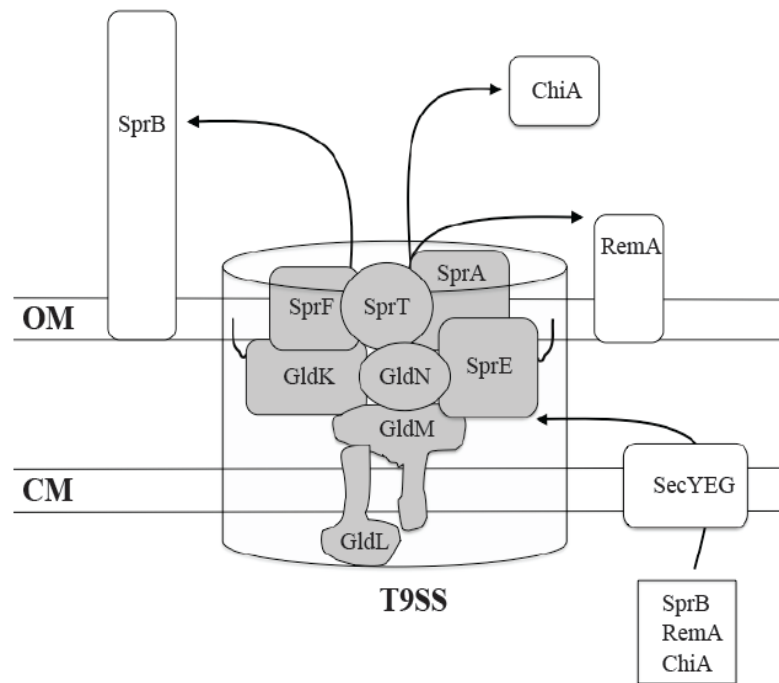 ChiA
SprB
RemA
SprA
SprF
SprT
OM
SprE
GldK
GldN
GldM
SecYEG
CM
GldL
T9SS
SprB
RemA
ChiA